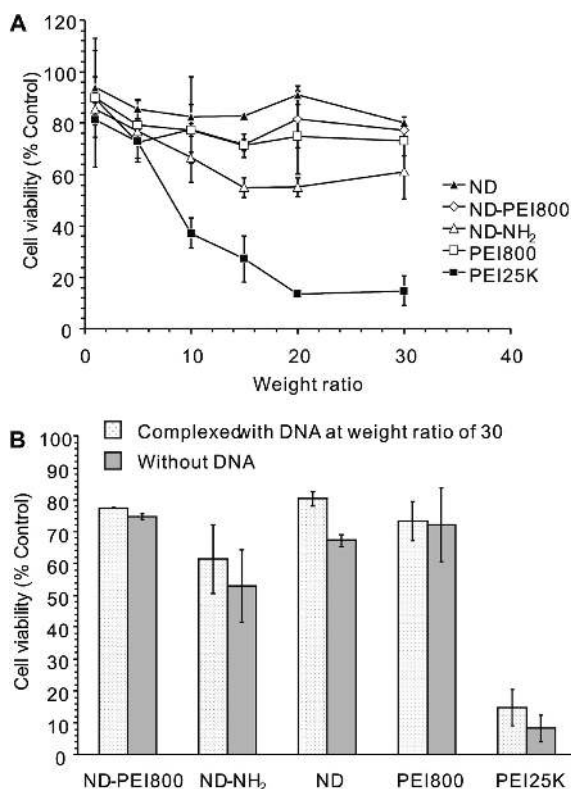 A
Cell viability (% Control)
120
100
80
60
40
20
0
0 10 20 30 40
Weight ratio
ND
ND-PEI800
ND-NH₂
PEI800
PEI25K
B
Complexed with DNA at weight ratio of 30
Without DNA
Cell viability (% Control)
100
90
80
70
60
50
40
30
20
10
0
ND-PEI800 ND-NH₂ ND PEI800 PEI25K